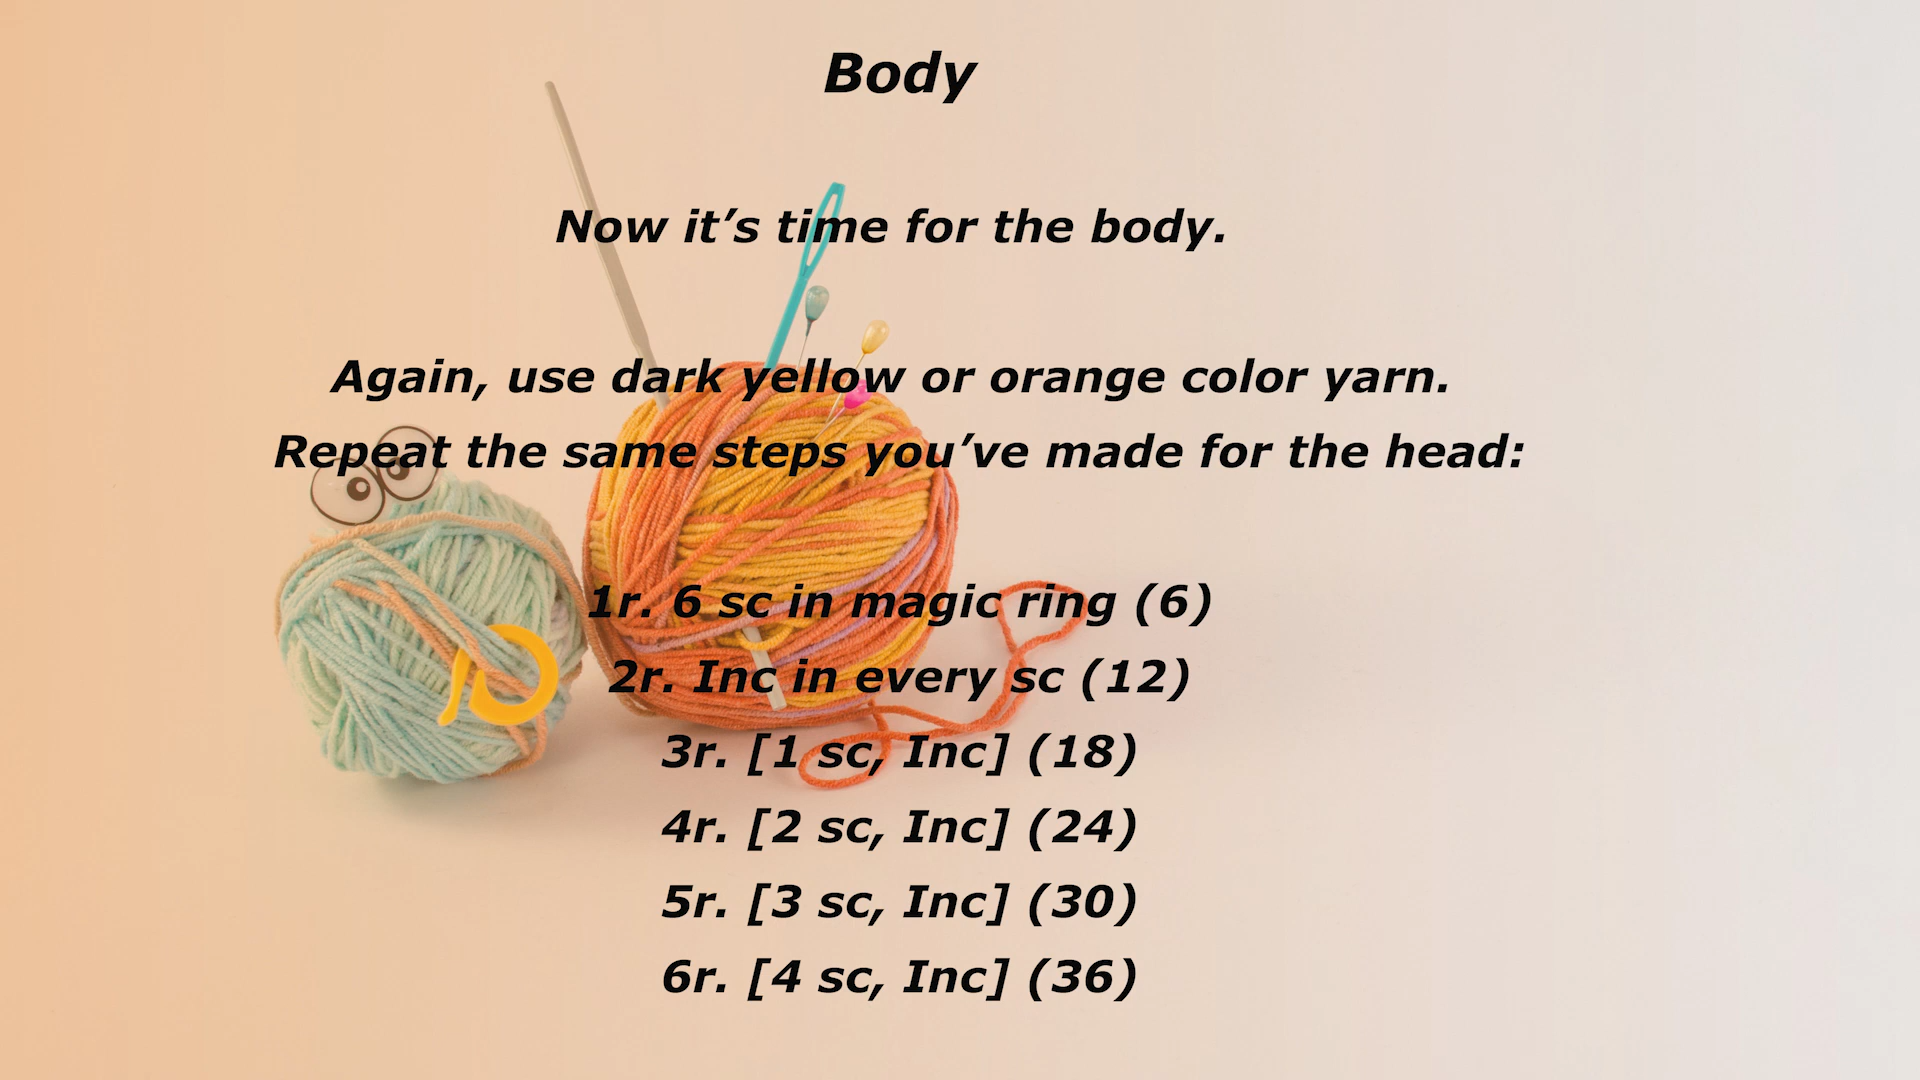 Body
Now it’s time for the body.
Again, use dark yellow or orange color yarn.
Repeat the same steps you’ve made for the head:
1r. 6 sc in magic ring (6)
2r. Inc in every sc (12)
3r. [1 sc, Inc] (18)
4r. [2 sc, Inc] (24)
5r. [3 sc, Inc] (30)
6r. [4 sc, Inc] (36)